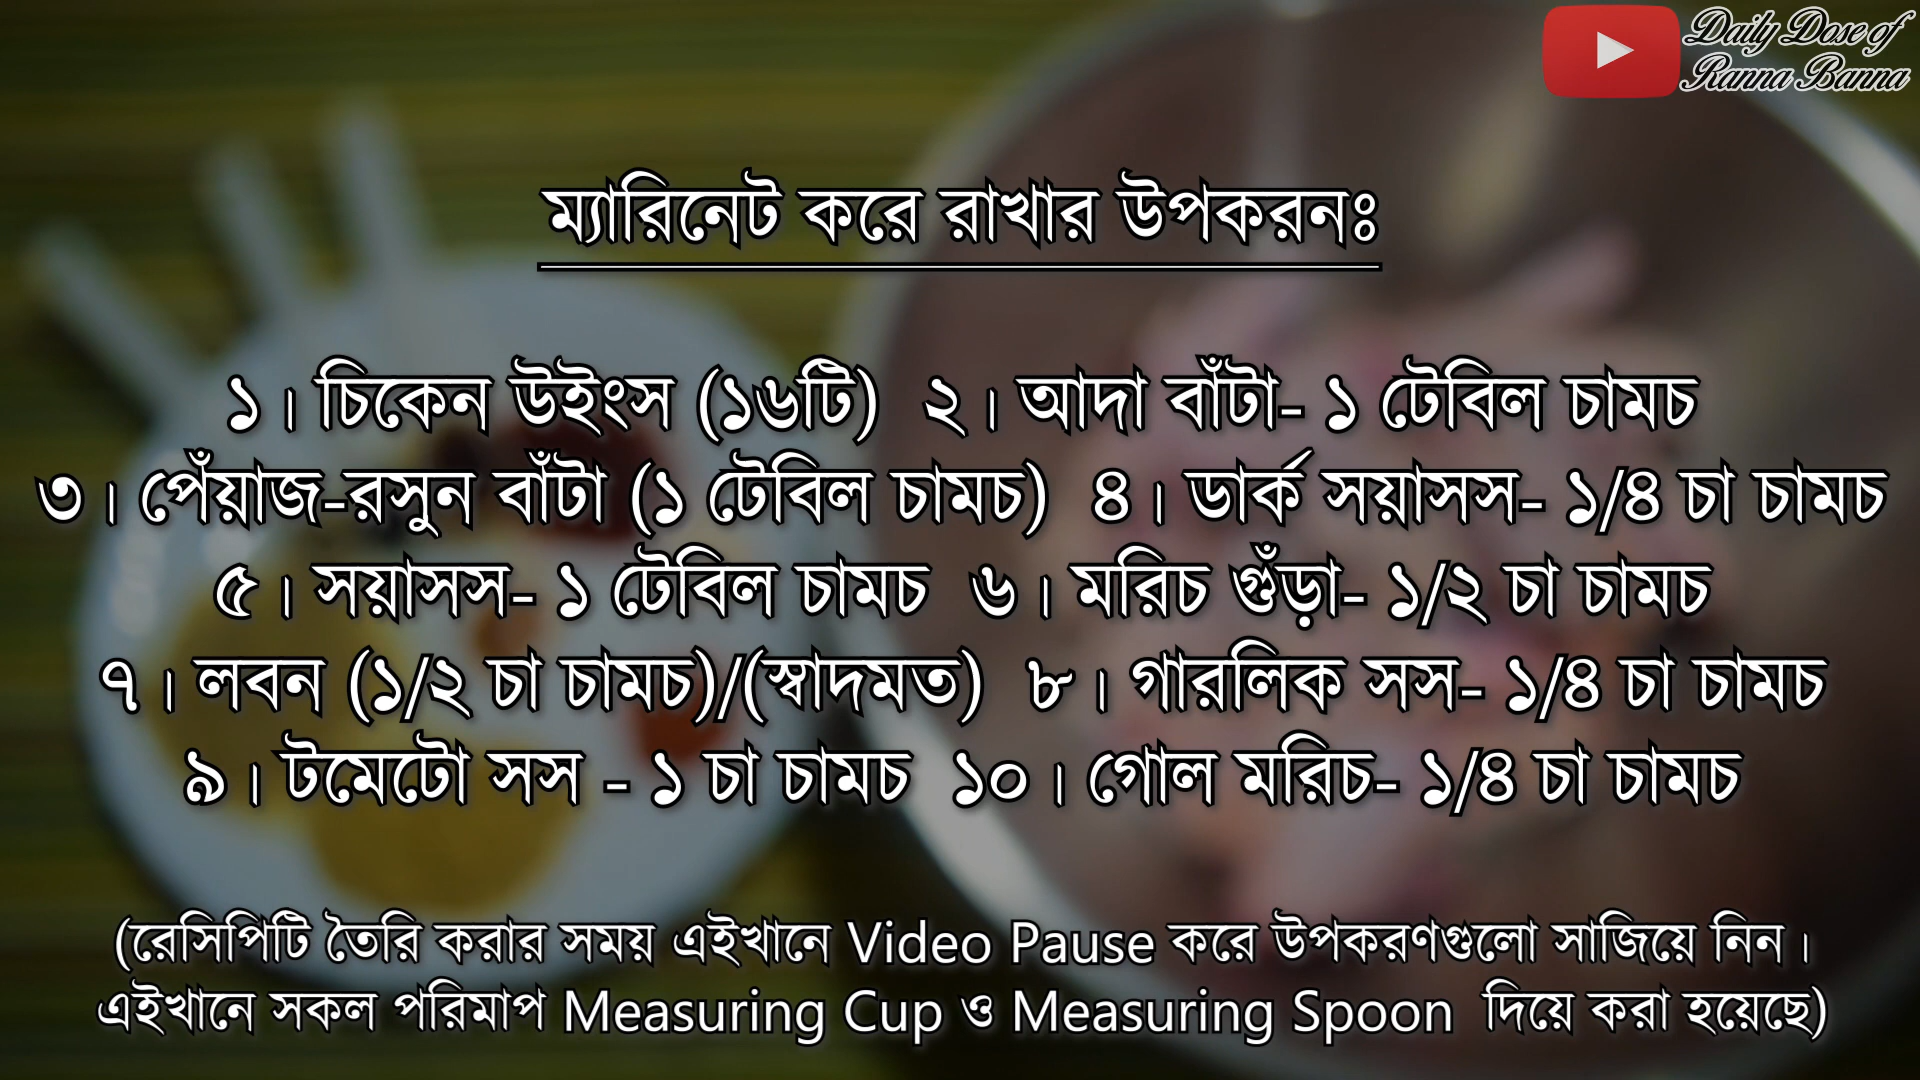 Daily Dose of
Ranna Banna
ম্যারিনেট করে রাখার উপকরনঃ
১। চিকেন উইংস (১৬টি) ২। আদা বাঁটা- ১ টেবিল চামচ
৩। পেঁয়াজ-রসুন বাঁটা (১ টেবিল চামচ) ৪। ডার্ক সয়াসস- ১/৪ চা চামচ
৫। সয়াসস- ১ টেবিল চামচ ৬। মরিচ গুঁড়া- ১/২ চা চামচ
৭। লবন (১/২ চা চামচ)/(স্বাদমত) ৮। গারলিক সস- ১/৪ চা চামচ
৯। টমেটো সস - ১ চা চামচ ১০। গোল মরিচ- ১/৪ চা চামচ
(রেসিপিটি তৈরি করার সময় এইখানে Video Pause করে উপকরণগুলো সাজিয়ে নিন।
এইখানে সকল পরিমাপ Measuring Cup ও Measuring Spoon দিয়ে করা হয়েছে)